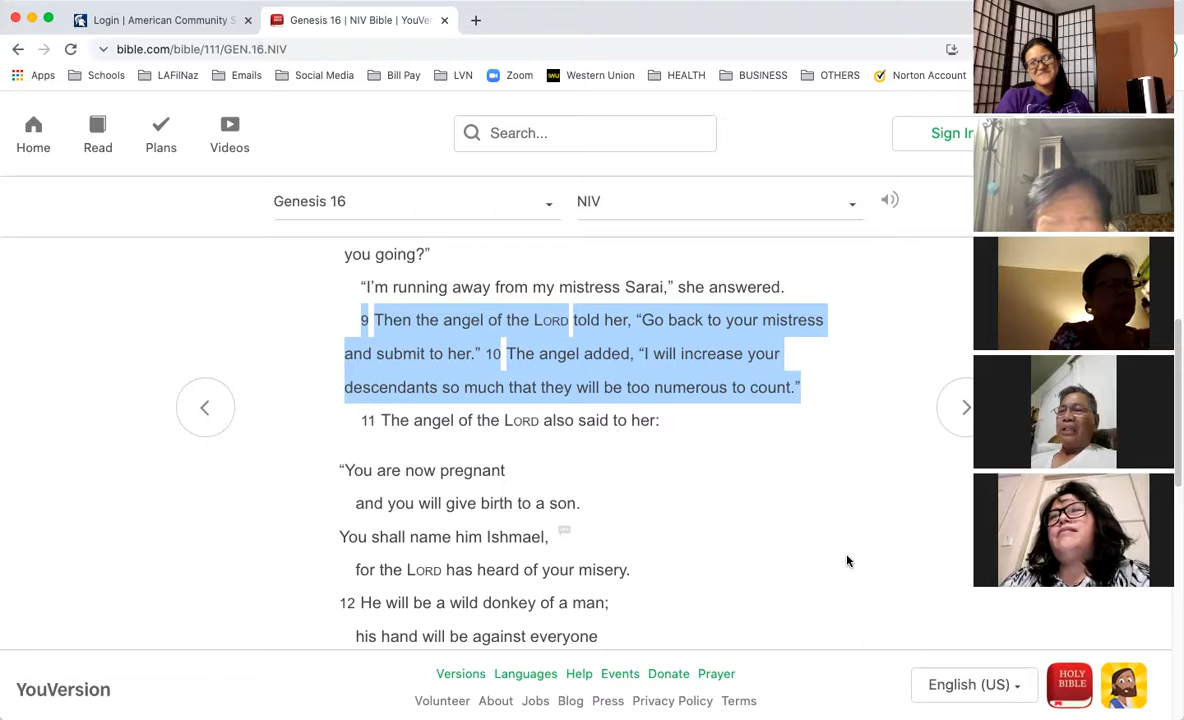 Login | American Community S
Genesis 16 | NIV Bible | YouVer
bible.com/bible/111/GEN.16.NIV
Apps Schools LAFilNaz Emails Social Media Bill Pay LVN Zoom WU Western Union HEALTH BUSINESS OTHERS Norton Account
Home Read Plans Videos
Search...
Sign In
Genesis 16
NIV
you going?”
“I’m running away from my mistress Sarai,” she answered.
9 Then the angel of the LORD told her, “Go back to your mistress
and submit to her.” 10 The angel added, “I will increase your
descendants so much that they will be too numerous to count.”
11 The angel of the LORD also said to her:
“You are now pregnant
and you will give birth to a son.
You shall name him Ishmael,
for the LORD has heard of your misery.
12 He will be a wild donkey of a man;
his hand will be against everyone
YouVersion
Versions Languages Help Events Donate Prayer
Volunteer About Jobs Blog Press Privacy Policy Terms
English (US)
HOLY
BIBLE